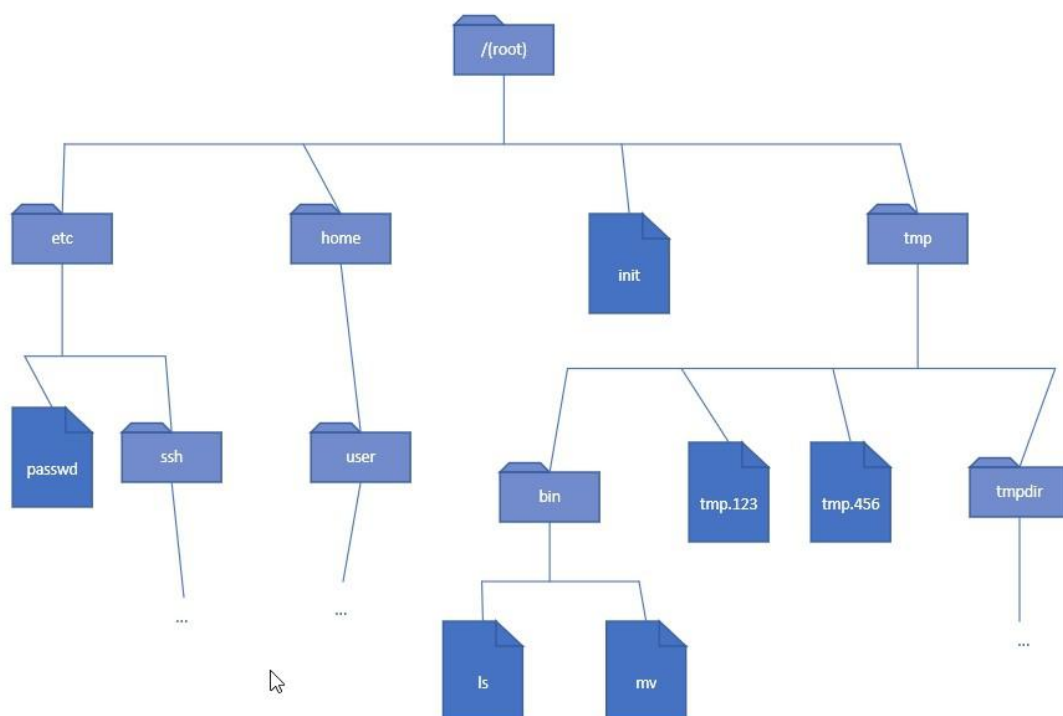 /(root)
etc
home
init
tmp
passwd
ssh
user
bin
tmp.123
tmp.456
tmpdir
...
...
...
ls
mv